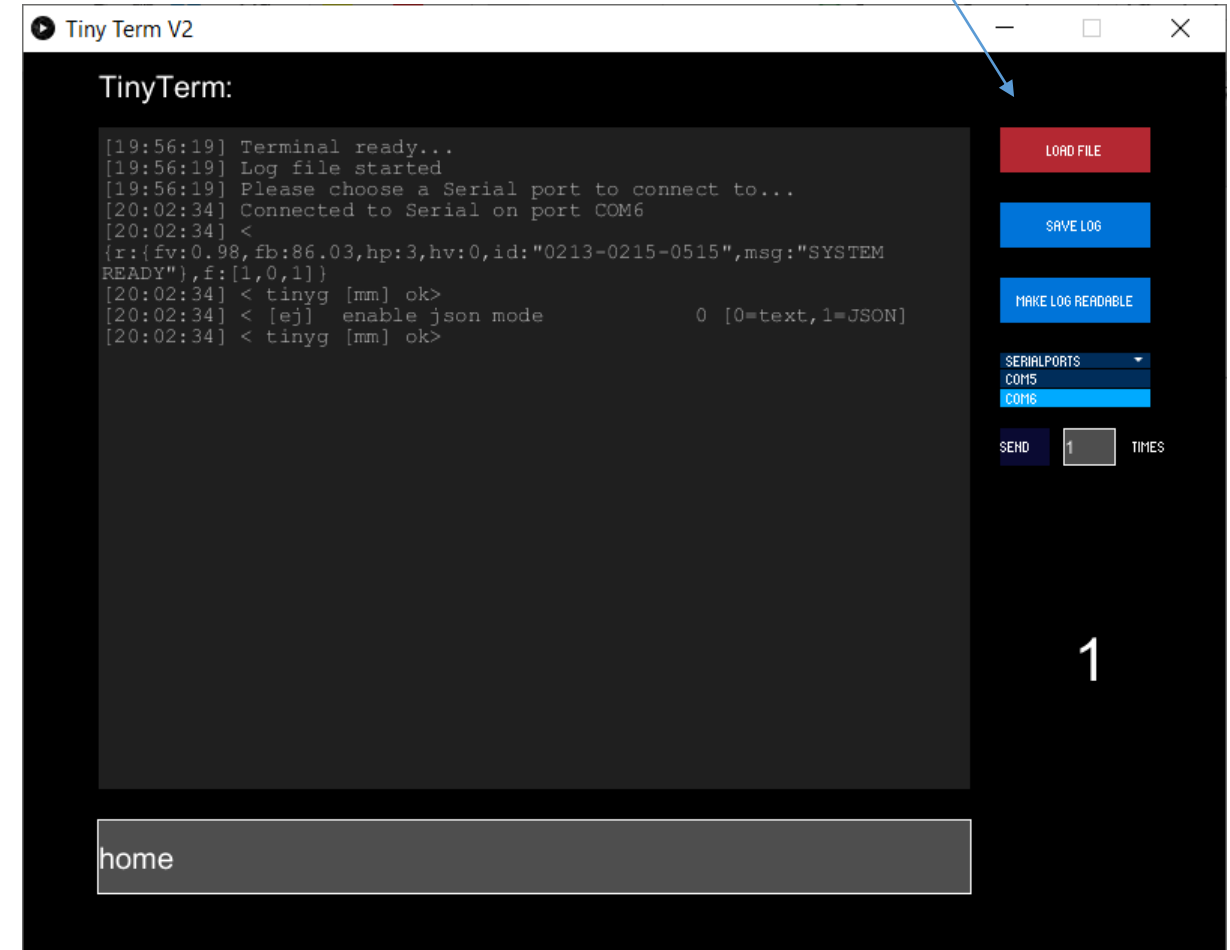 Tiny Term V2
TinyTerm:
[19:56:19] Terminal ready...
[19:56:19] Log file started
[19:56:19] Please choose a Serial port to connect to...
[20:02:34] Connected to Serial on port COM6
[20:02:34] <
{r:{fv:0.98,fb:86.03,hp:3,hv:0,id:"0213-0215-0515",msg:"SYSTEM
READY"},f:[1,0,1]}
[20:02:34] < tinyg [mm] ok>
[20:02:34] < [ej]  enable json mode              0 [0=text,1=JSON]
[20:02:34] < tinyg [mm] ok>
home
LOAD FILE
SAVE LOG
MAKE LOG READABLE
SERIALPORTS
COM5
COM6
SEND 1 TIMES
1